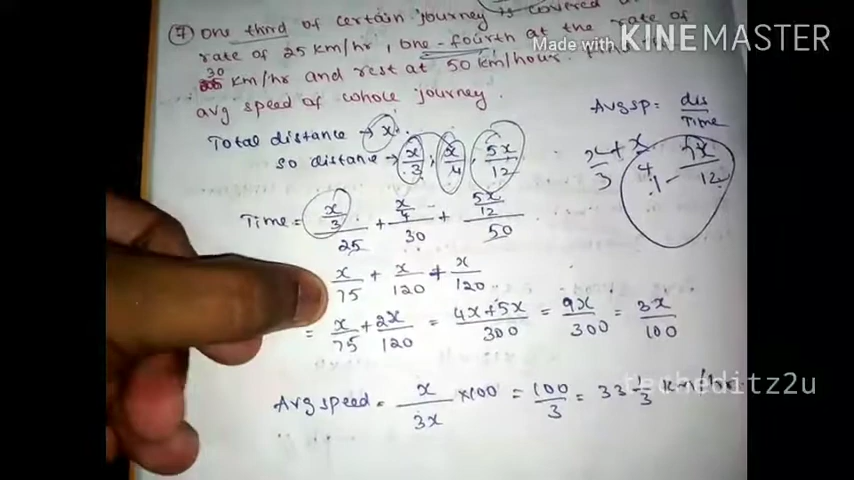 7 One third of certain journey is covered
rate of 25 km/hr, one-fourth at the rate of
30 km/hr and rest at 50 km/hour.
avg speed of whole journey.
Made with KINEMASTER
Avg sp = dis/Time
Total distance → x.
so distance → x/3, x/4, 5x/12
x/3 + x/4
1 - 7x/12
Time = x/3/25 + x/4/30 + 5x/12/50
x/75 + x/120 + x/120
= x/75 + 2x/120 = 4x+5x/300 = 9x/300 = 3x/100
Avg speed = x/3x ×100 = 100/3 = 33 1/3 km/hr.
techeditz2u